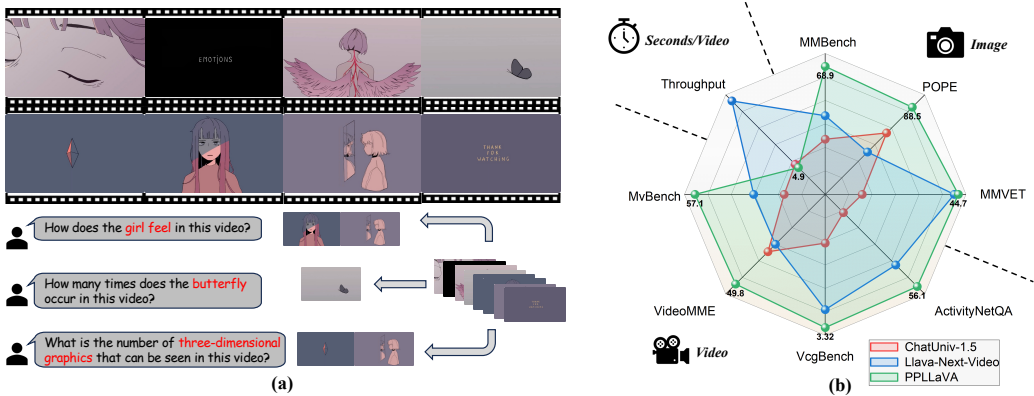 EMOTIONS
THANK
FOR
WATCHING
How does the girl feel in this video?
How many times does the butterfly
occur in this video?
What is the number of three-dimensional
graphics that can be seen in this video?
(a)
Seconds/Video
Image
MMBench
68.9
Throughput
POPE
88.5
4.9
MvBench
57.1
MMVET
44.7
VideoMME
49.8
ActivityNetQA
56.1
VcgBench
3.32
Video
ChatUniv-1.5
Llava-Next-Video
PPLLaVA
(b)